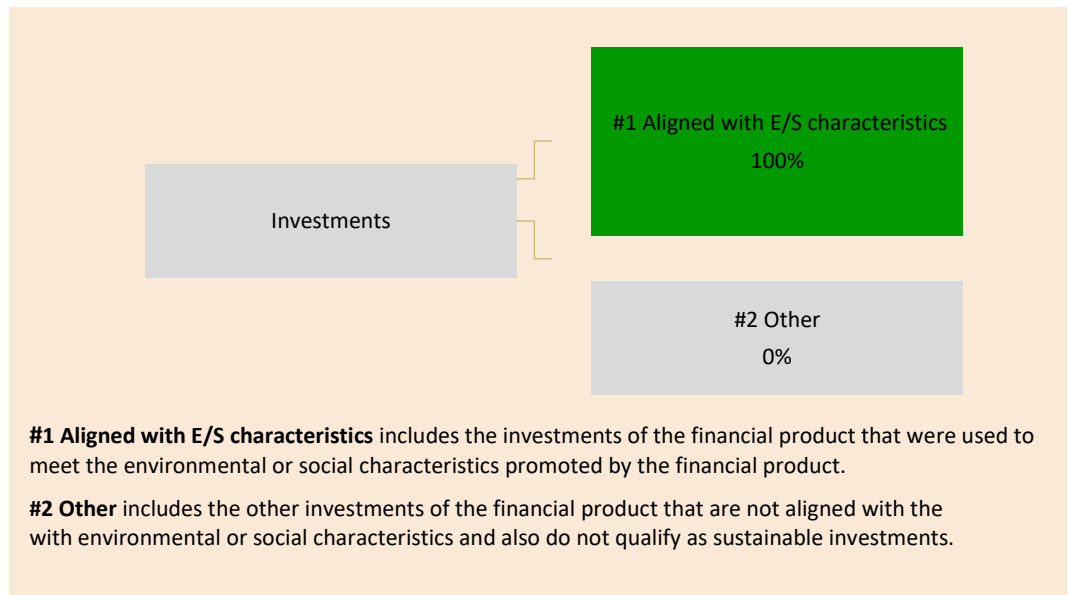 #1 Aligned with E/S characteristics
100%
Investments
#2 Other
0%
#1 Aligned with E/S characteristics includes the investments of the financial product that were used to
meet the environmental or social characteristics promoted by the financial product.
#2 Other includes the other investments of the financial product that are not aligned with the
with environmental or social characteristics and also do not qualify as sustainable investments.